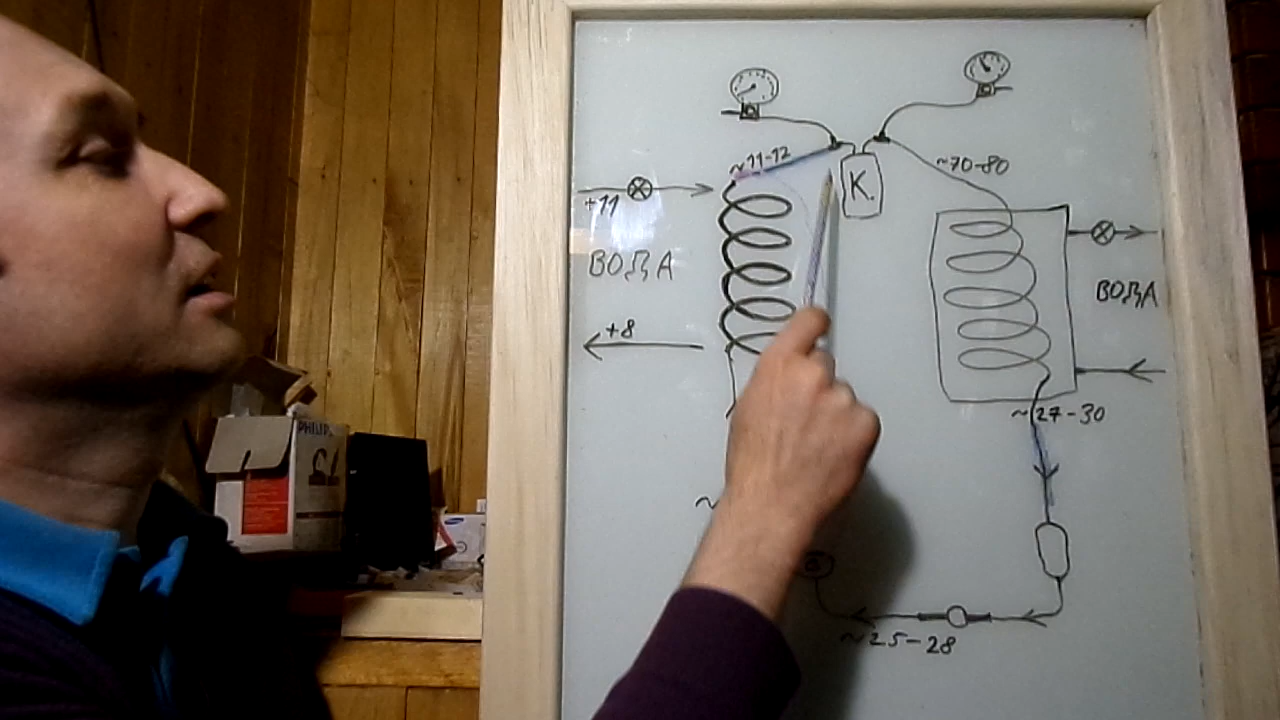 ~11-12
~70-80
K.
+11
ВОДА
ВОДА
+8
~27-30
~25-28
PHILIPS